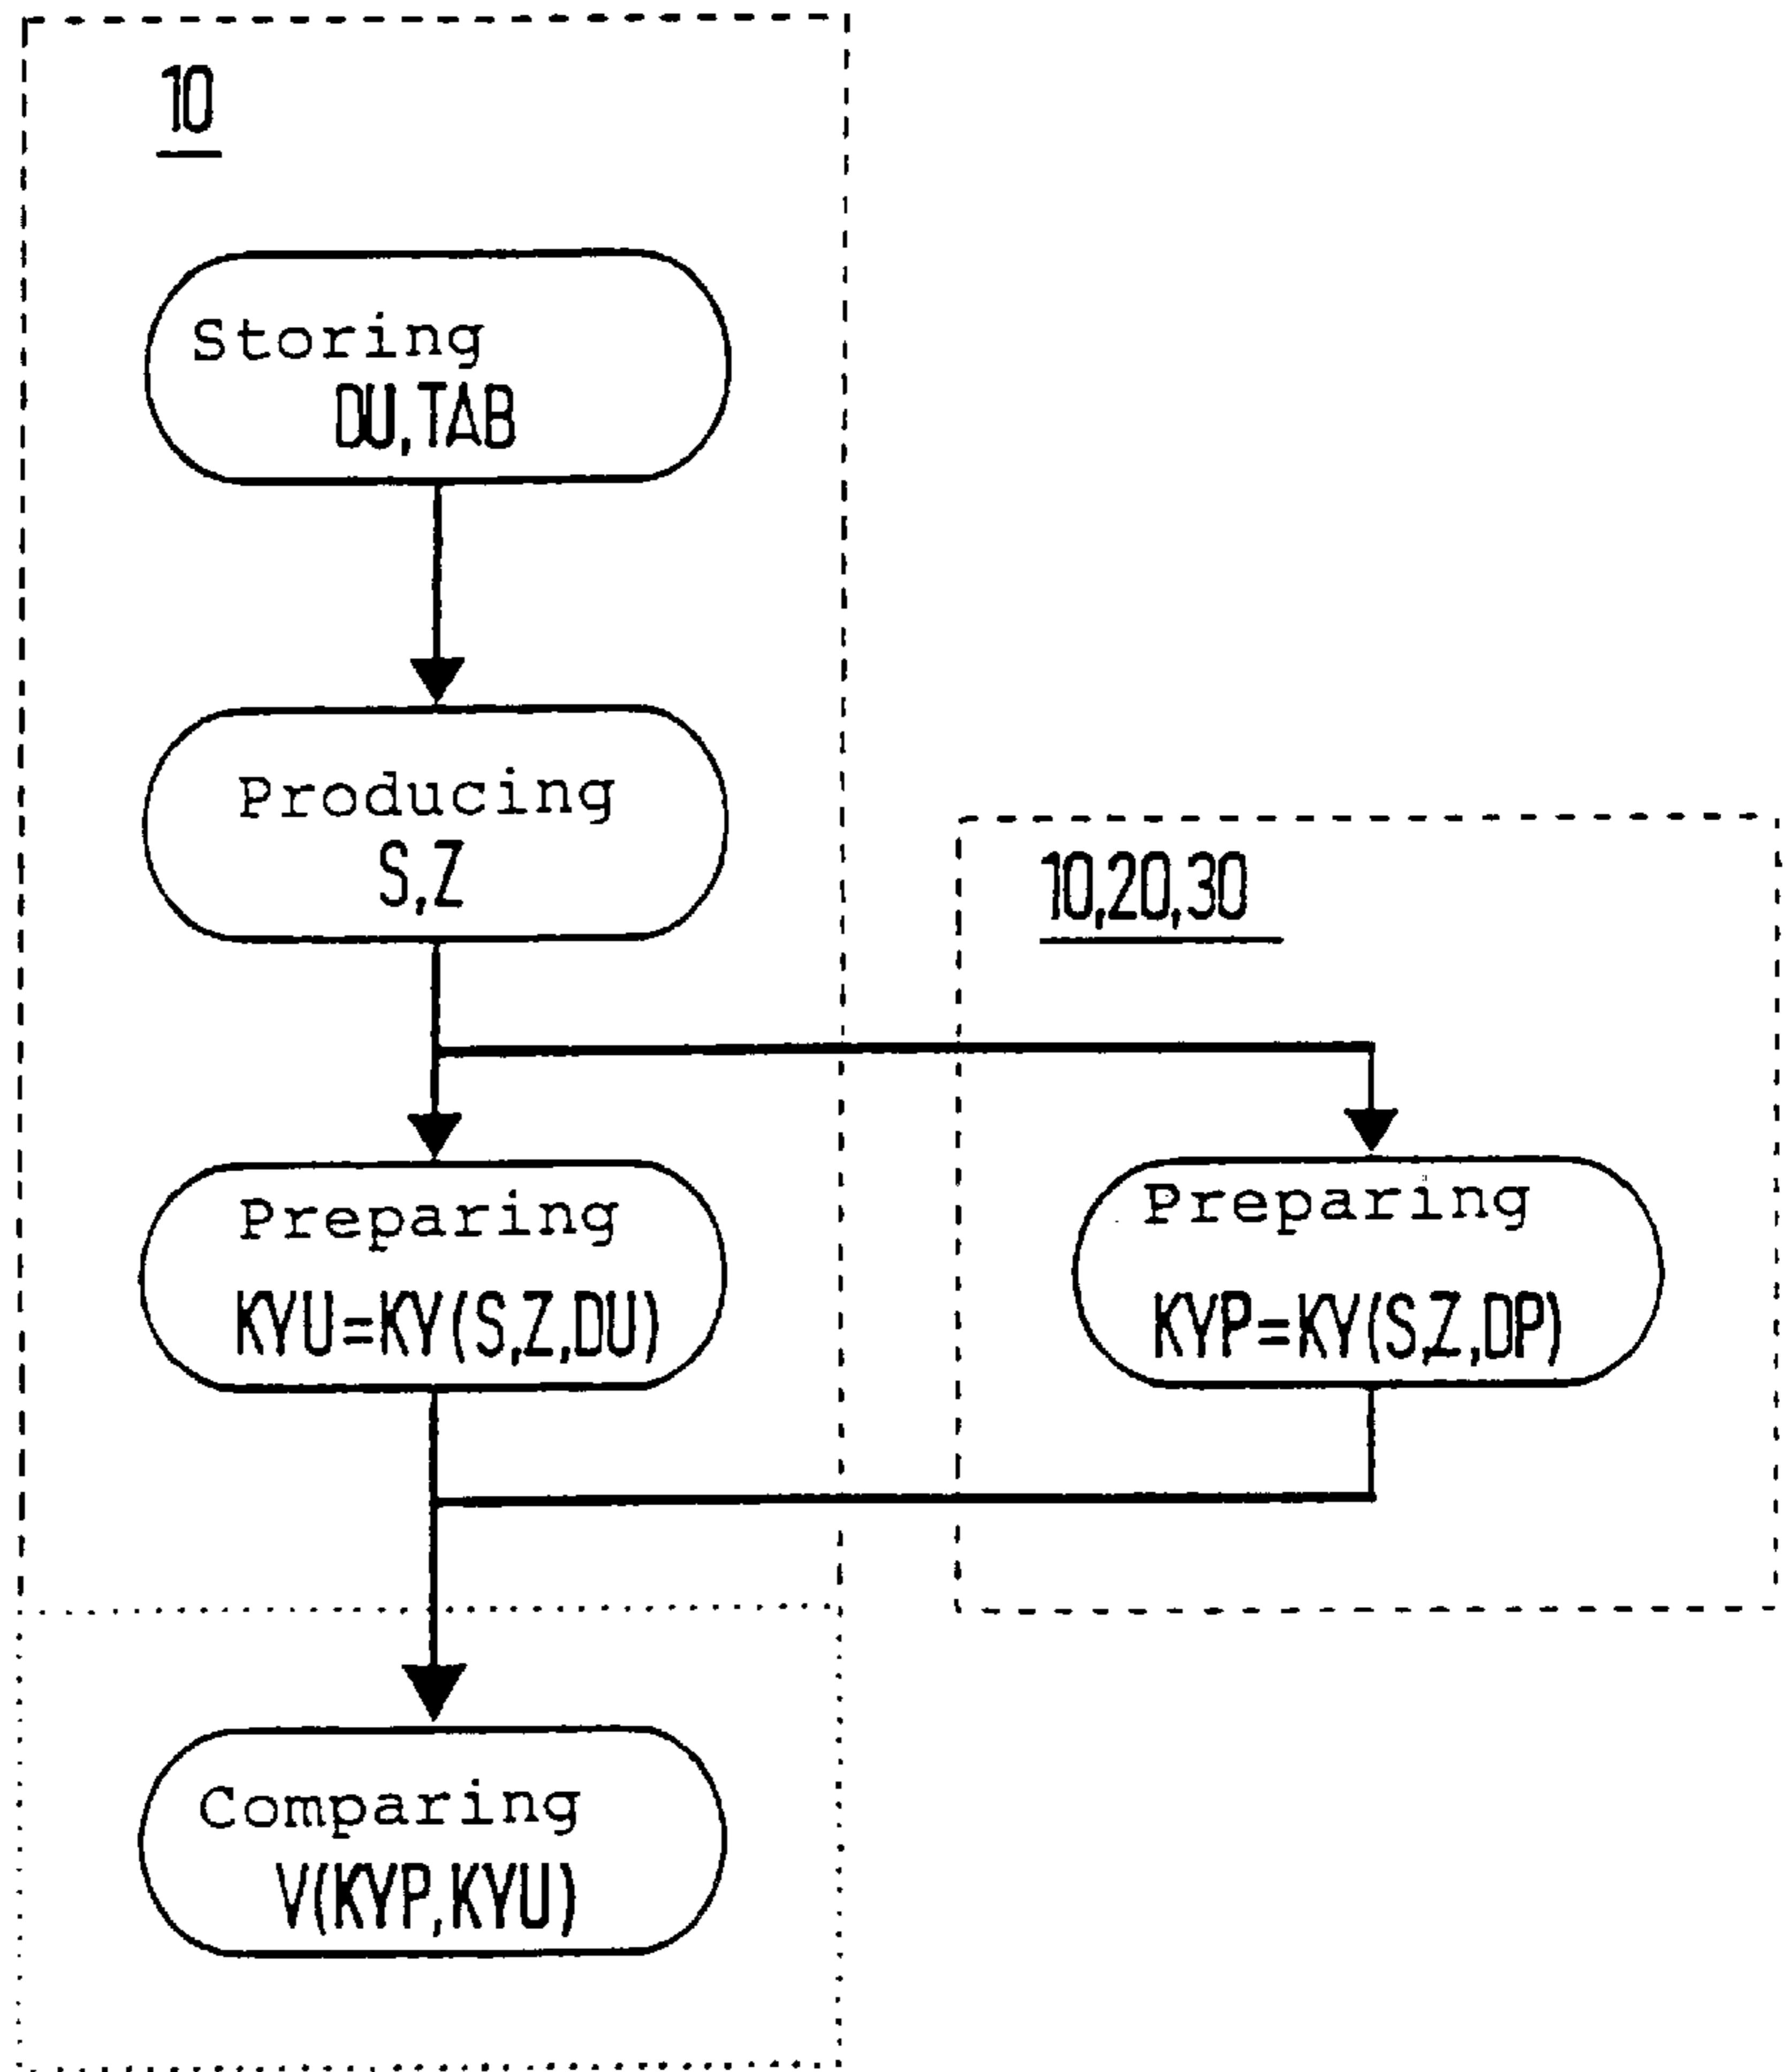 10
Storing
DU,TAB
Producing
S,Z
10,20,30
Preparing
KYU=KY(S,Z,DU)
Preparing
KYP=KY(S,Z,DP)
Comparing
V(KYP,KYU)